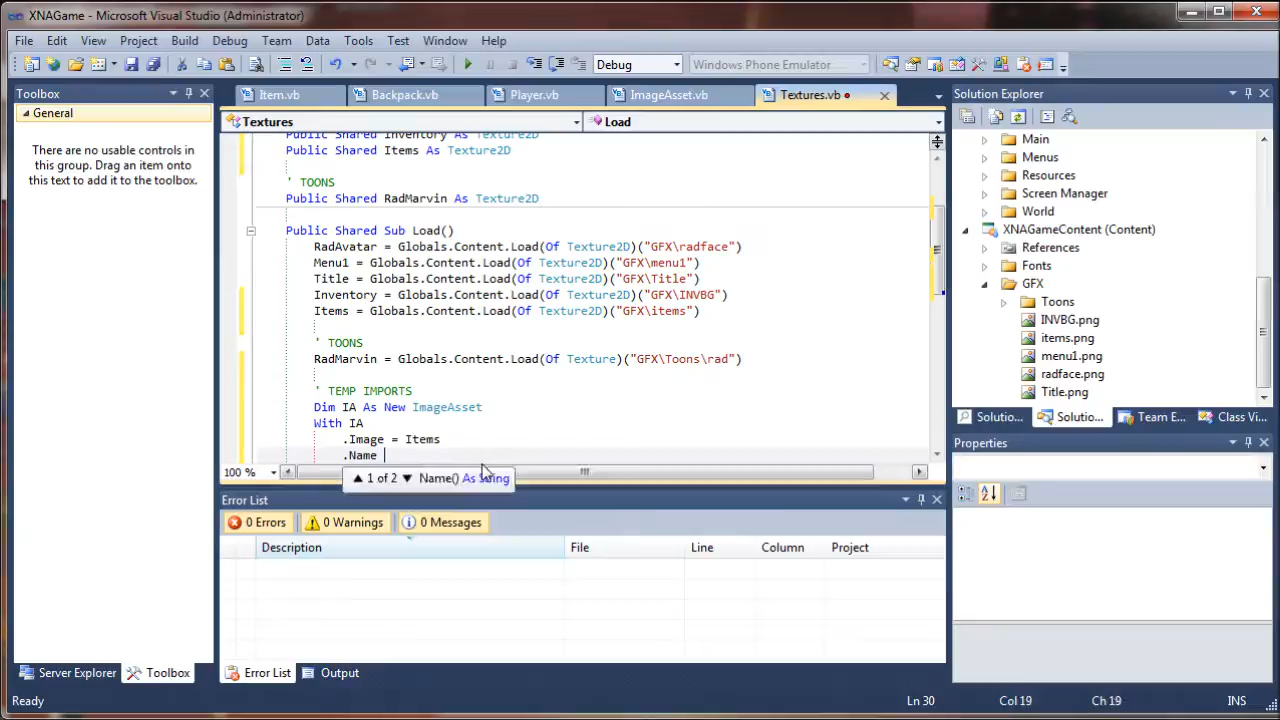 XNAGame - Microsoft Visual Studio (Administrator)
File Edit View Project Build Debug Team Data Tools Test Window Help
Debug Windows Phone Emulator
Toolbox
General
There are no usable controls in
this group. Drag an item onto
this text to add it to the toolbox.
Server Explorer Toolbox
Item.vb Backpack.vb Player.vb ImageAsset.vb Textures.vb
Textures Load
Public Shared Inventory As Texture2D
Public Shared Items As Texture2D
' TOONS
Public Shared RadMarvin As Texture2D
Public Shared Sub Load()
RadAvatar = Globals.Content.Load(Of Texture2D)("GFX\radface")
Menu1 = Globals.Content.Load(Of Texture2D)("GFX\menu1")
Title = Globals.Content.Load(Of Texture2D)("GFX\Title")
Inventory = Globals.Content.Load(Of Texture2D)("GFX\INVBG")
Items = Globals.Content.Load(Of Texture2D)("GFX\items")
' TOONS
RadMarvin = Globals.Content.Load(Of Texture)("GFX\Toons\rad")
' TEMP IMPORTS
Dim IA As New ImageAsset
With IA
.Image = Items
.Name
100 %
1 of 2 Name() As String
Error List
0 Errors 0 Warnings 0 Messages
Description File Line Column Project
Error List Output
Solution Explorer
Main
Menus
Resources
Screen Manager
World
XNAGameContent (Content)
References
Fonts
GFX
Toons
INVBG.png
items.png
menu1.png
radface.png
Title.png
Solutio... Solutio... Team E... Class Vi...
Properties
Ready Ln 30 Col 19 Ch 19 INS